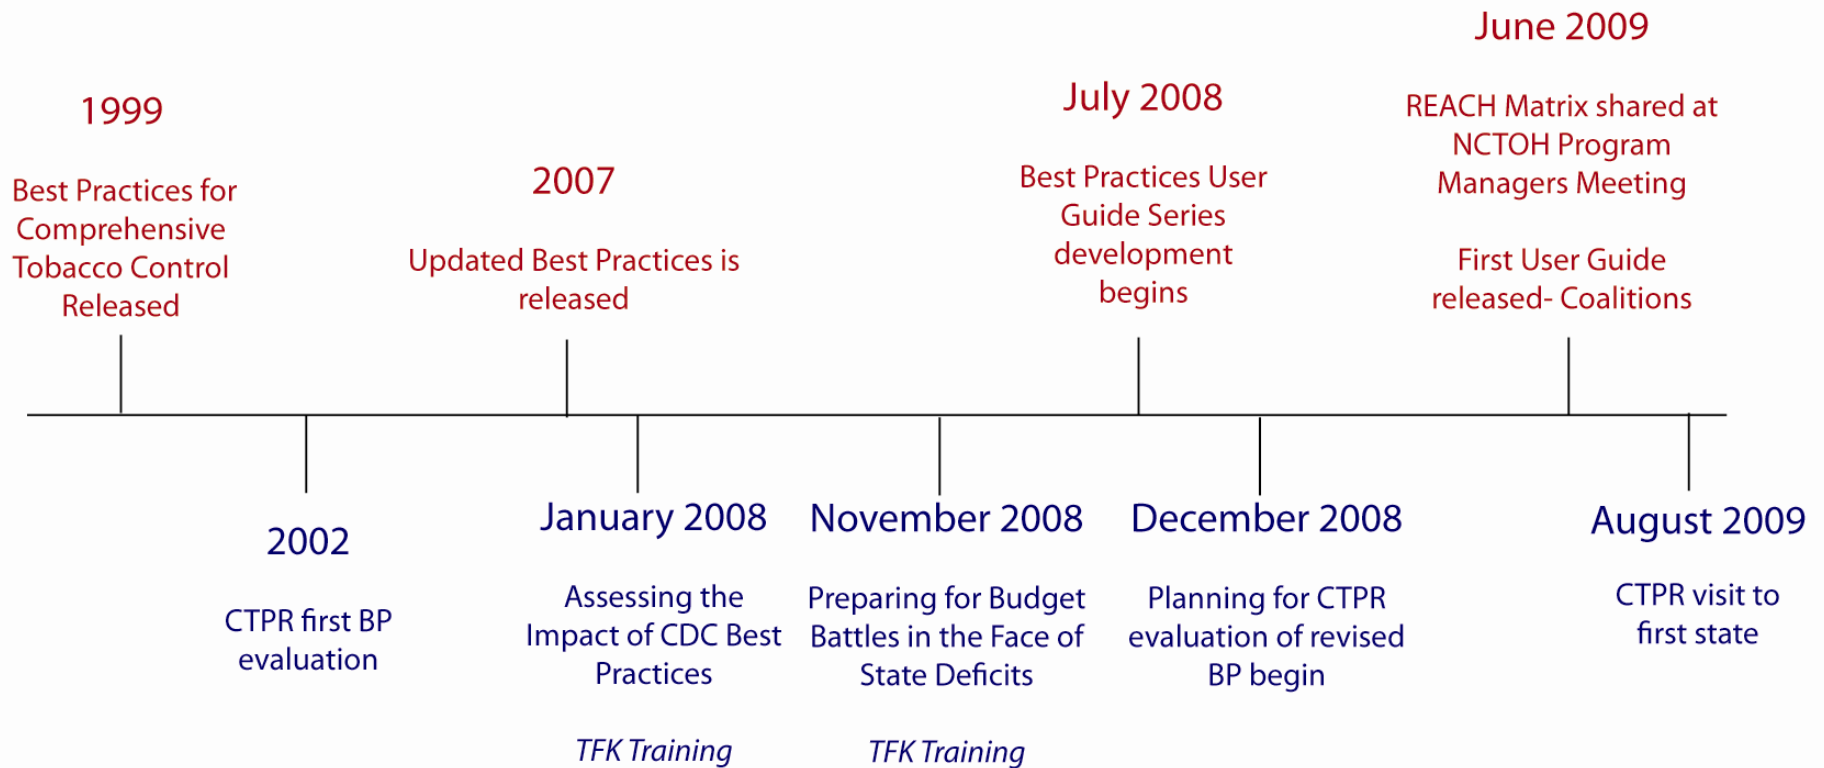 1999
Best Practices for
Comprehensive
Tobacco Control
Released
2007
Updated Best Practices is
released
July 2008
Best Practices User
Guide Series
development
begins
June 2009
REACH Matrix shared at
NCTOH Program
Managers Meeting
First User Guide
released- Coalitions
2002
CTPR first BP
evaluation
January 2008
Assessing the
Impact of CDC Best
Practices
TFK Training
November 2008
Preparing for Budget
Battles in the Face of
State Deficits
TFK Training
December 2008
Planning for CTPR
evaluation of revised
BP begin
August 2009
CTPR visit to
first state